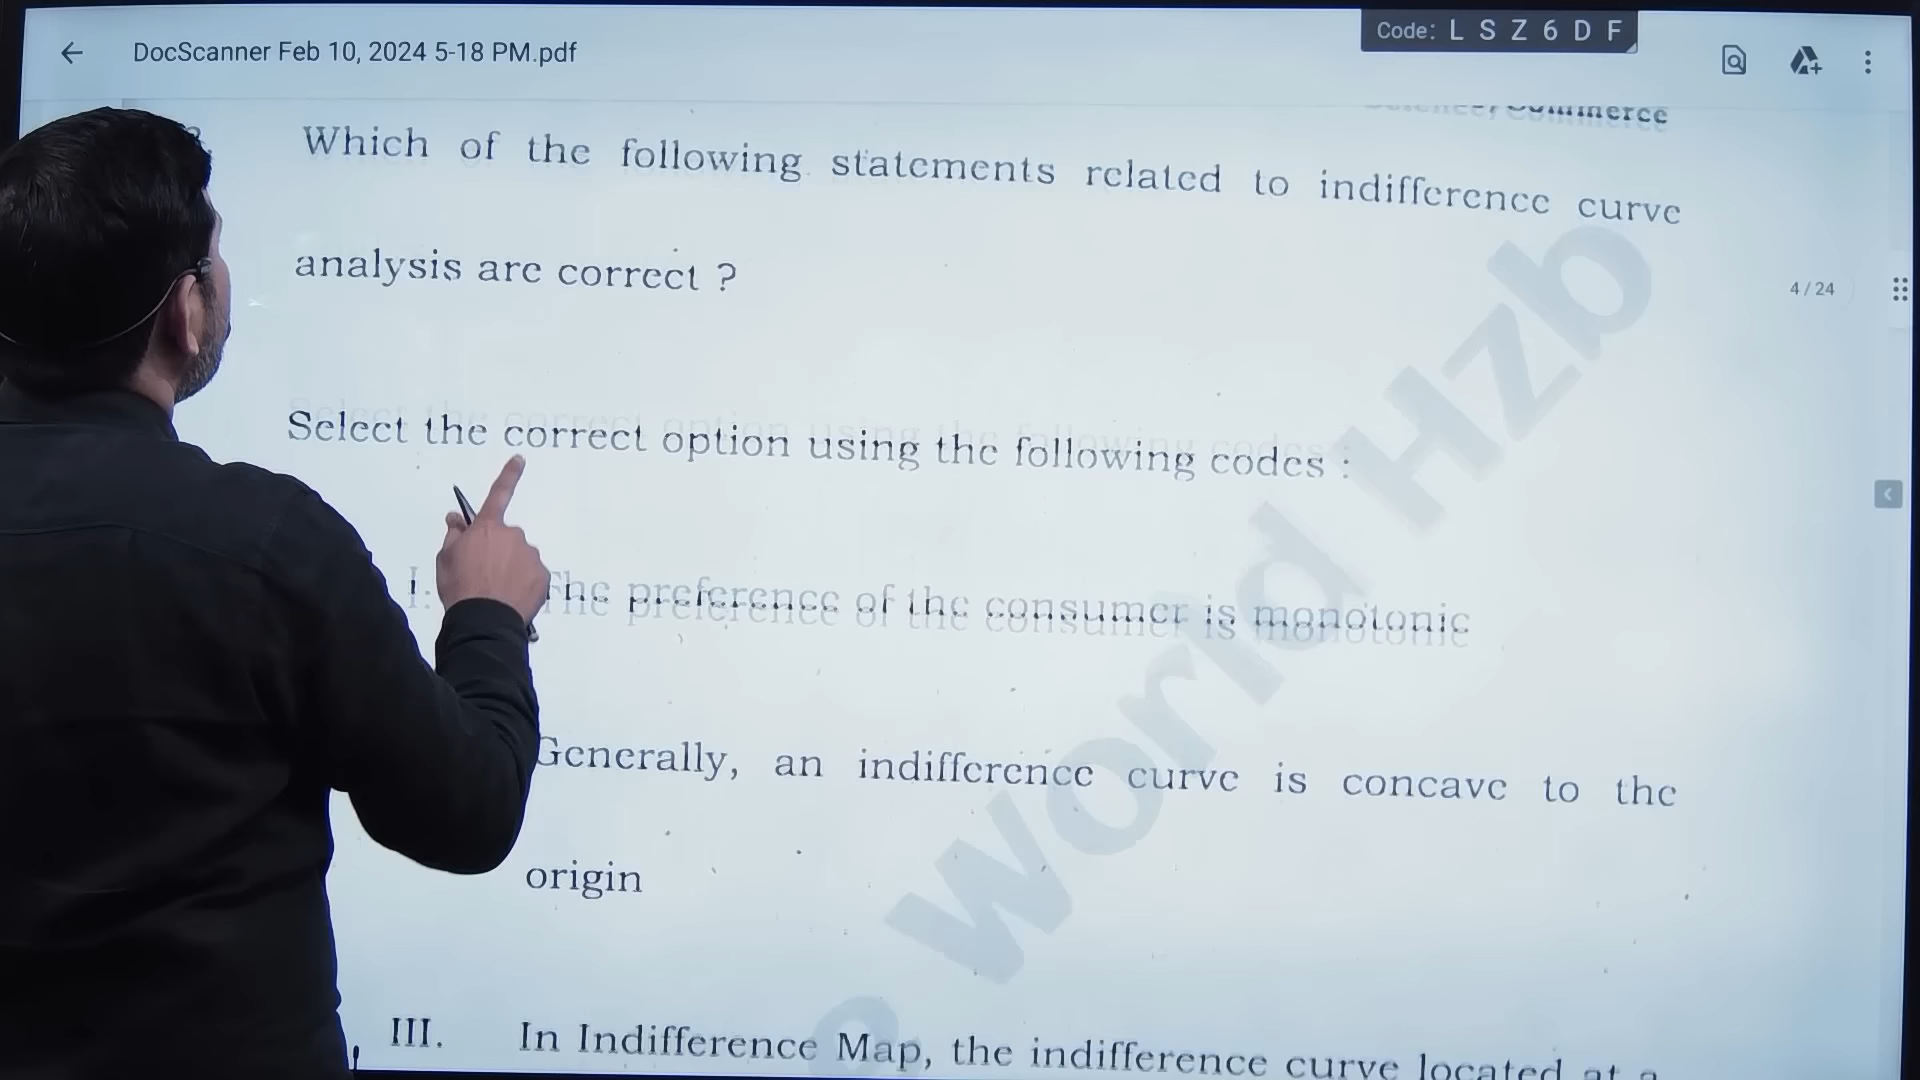 DocScanner Feb 10, 2024 5-18 PM.pdf
Code: L S Z 6 D F
Commerce
Which of the following statements related to indifference curve
analysis are correct ?
4 / 24
Select the correct option using the following codes :
I. The preference of the consumer is monotonic
Generally, an indifference curve is concave to the
origin
III. In Indifference Map, the indifference curve located at a
world Hzb